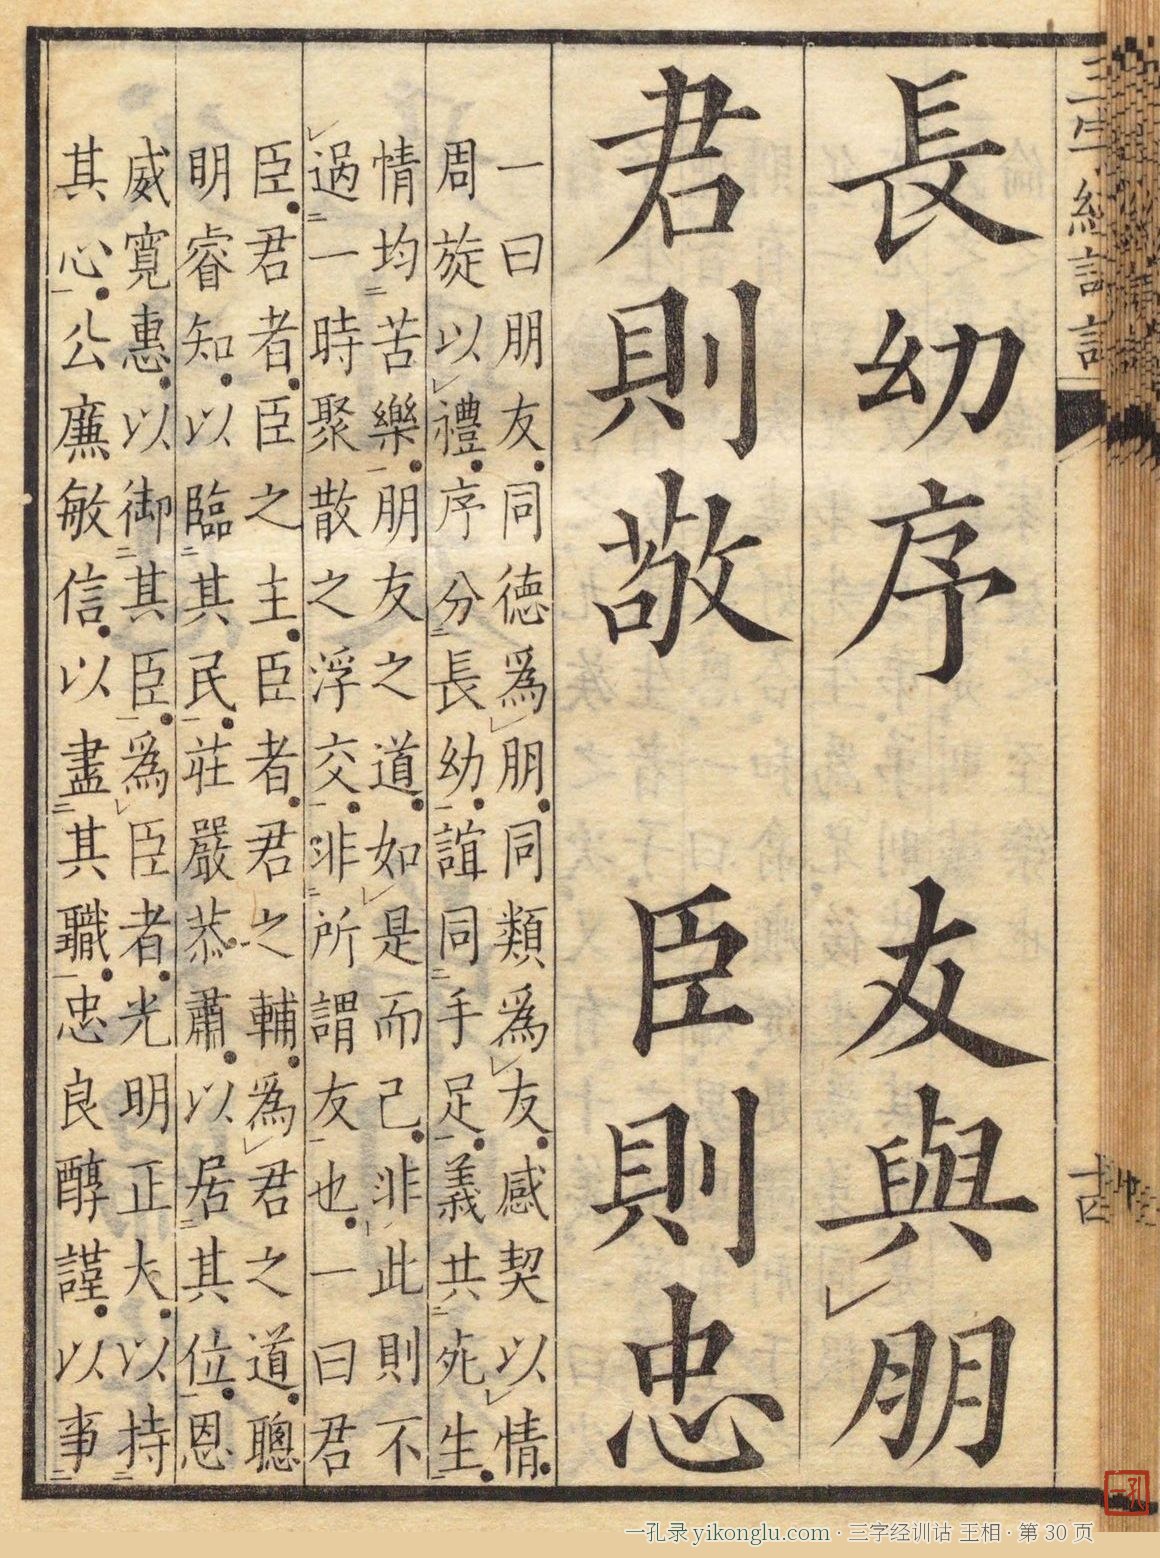 三字經訓詁
十四
長幼序 友與朋
君則敬 臣則忠
一曰朋友同徳爲朋同類爲友感契以情
周旋以禮序分長幼誼同手足義共死生
情均苦樂朋友之道如是而已非此則不
過一時聚散之浮交非所謂友也一曰君
臣君者臣之主臣者君之輔爲君之道聰
明睿知以臨其民莊嚴恭肅以居其位恩
威寬惠以御其臣爲臣者光明正大以持
其心公廉敏信以盡其職忠良醇謹以事
一孔录 yikonglu.com · 三字经训诂 王相 · 第 30 页